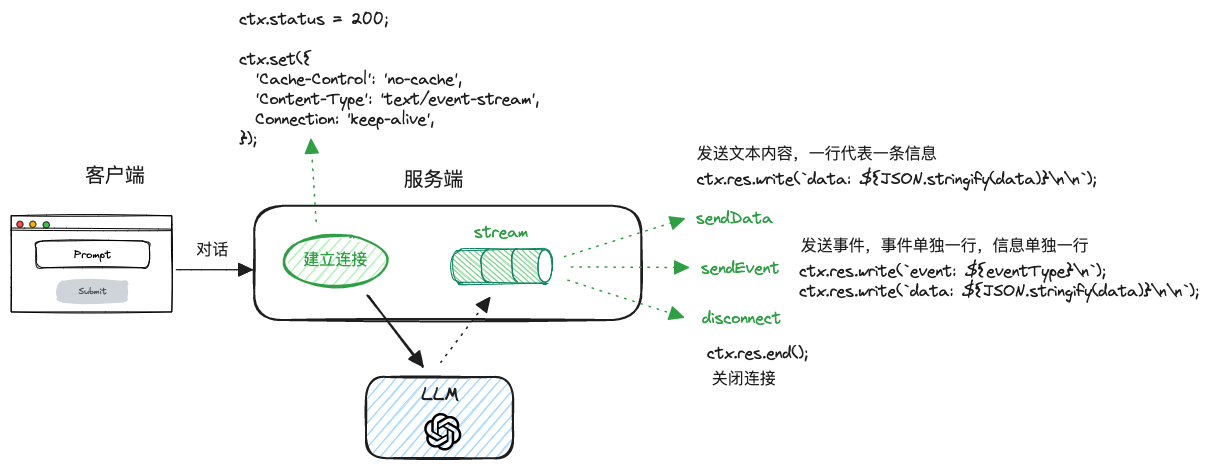 ctx.status = 200;
ctx.set({
'Cache-Control': 'no-cache',
'Content-Type': 'text/event-stream',
Connection: 'keep-alive',
});
客户端
服务端
Prompt
Submit
对话
建立连接
stream
LLM
发送文本内容，一行代表一条信息
ctx.res.write(`data: ${JSON.stringify(data)}\n\n`);
sendData
发送事件，事件单独一行，信息单独一行
ctx.res.write(`event: ${eventType}\n`);
ctx.res.write(`data: ${JSON.stringify(data)}\n\n`);
sendEvent
disconnect
ctx.res.end();
关闭连接